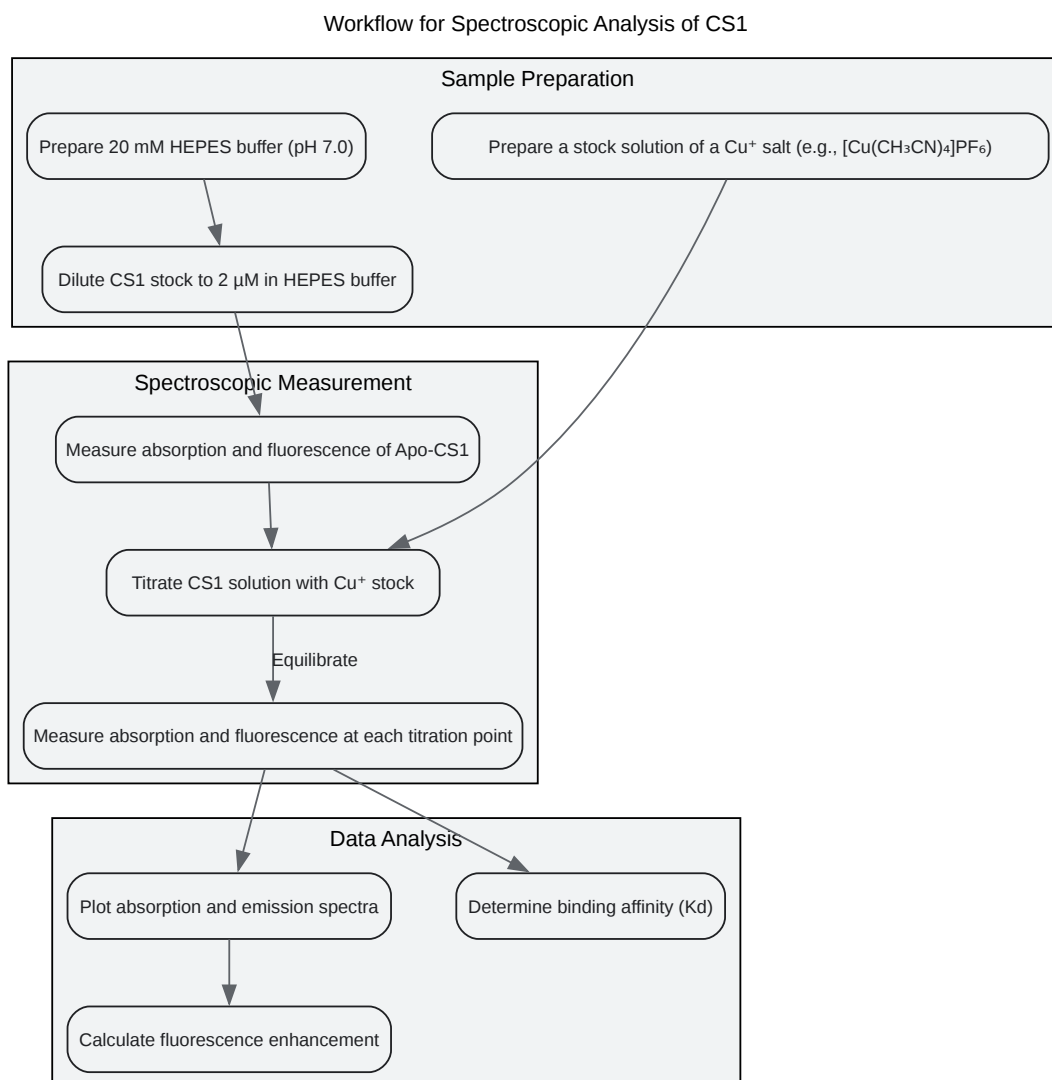 Workflow for Spectroscopic Analysis of CS1
Sample Preparation
Prepare 20 mM HEPES buffer (pH 7.0)
Prepare a stock solution of a Cu⁺ salt (e.g., [Cu(CH₃CN)₄]PF₆)
Dilute CS1 stock to 2 µM in HEPES buffer
Spectroscopic Measurement
Measure absorption and fluorescence of Apo-CS1
Titrate CS1 solution with Cu⁺ stock
Equilibrate
Measure absorption and fluorescence at each titration point
Data Analysis
Plot absorption and emission spectra
Determine binding affinity (Kd)
Calculate fluorescence enhancement